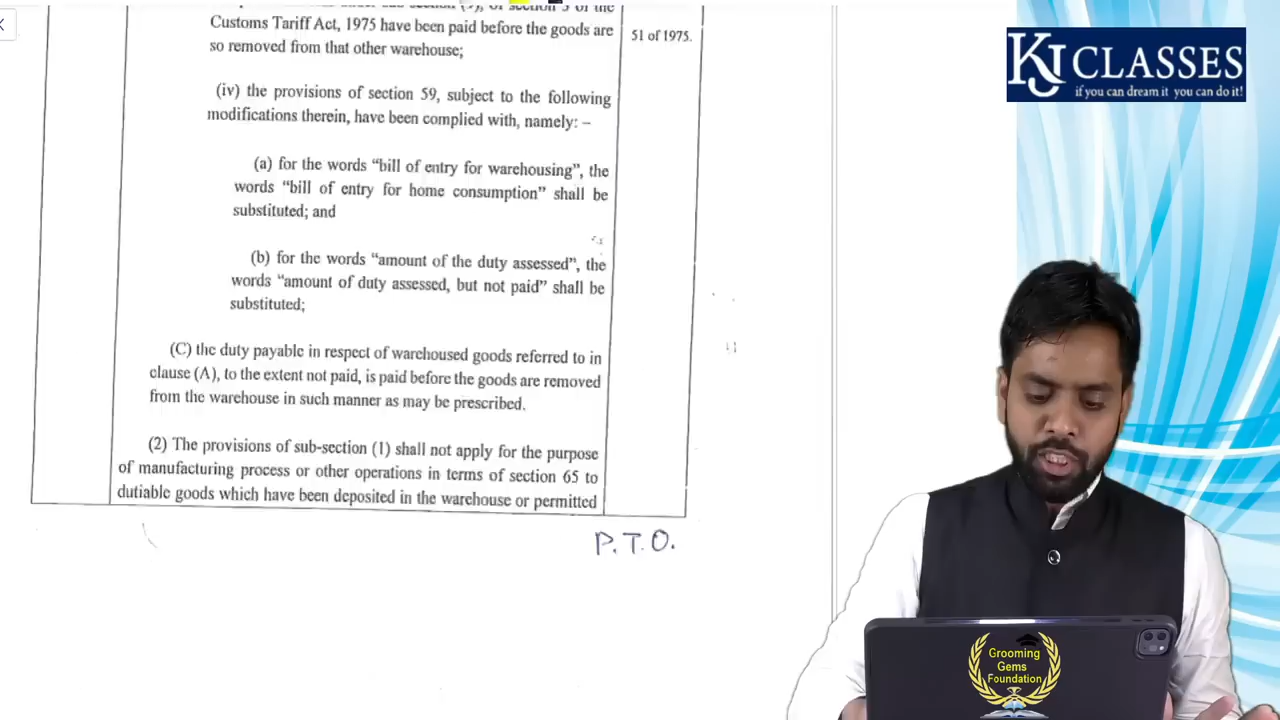 section (9), of section 3 of the
Customs Tariff Act, 1975 have been paid before the goods are
so removed from that other warehouse;
51 of 1975.
(iv) the provisions of section 59, subject to the following
modifications therein, have been complied with, namely: –
(a) for the words “bill of entry for warehousing”, the
words “bill of entry for home consumption” shall be
substituted; and
(b) for the words “amount of the duty assessed”, the
words “amount of duty assessed, but not paid” shall be
substituted;
(C) the duty payable in respect of warehoused goods referred to in
clause (A), to the extent not paid, is paid before the goods are removed
from the warehouse in such manner as may be prescribed.
(2) The provisions of sub-section (1) shall not apply for the purpose
of manufacturing process or other operations in terms of section 65 to
dutiable goods which have been deposited in the warehouse or permitted
P.T.O.
KJ CLASSES
if you can dream it you can do it!
Grooming
Gems
Foundation